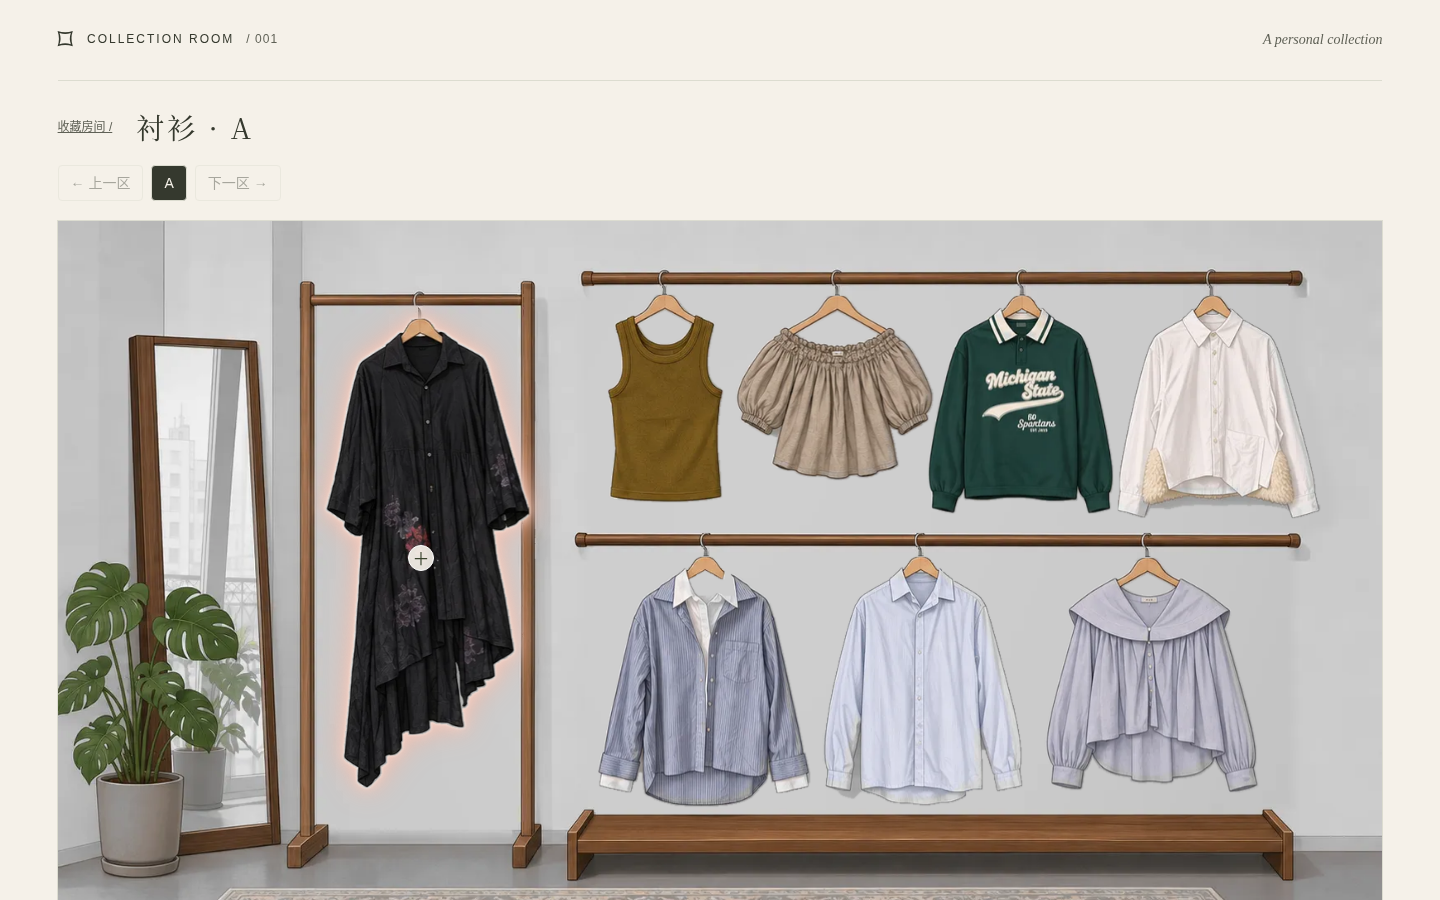 COLLECTION ROOM / 001
A personal collection
收藏房间 /
衬衫 · A
← 上一区
A
下一区 →
Michigan
State
GO
Spartans